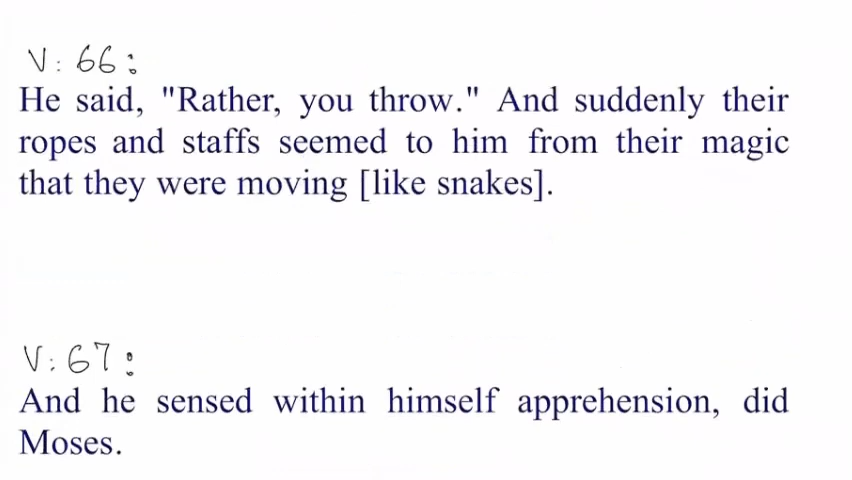 V: 66:
He said, "Rather, you throw." And suddenly their
ropes and staffs seemed to him from their magic
that they were moving [like snakes].
V: 67:
And he sensed within himself apprehension, did
Moses.